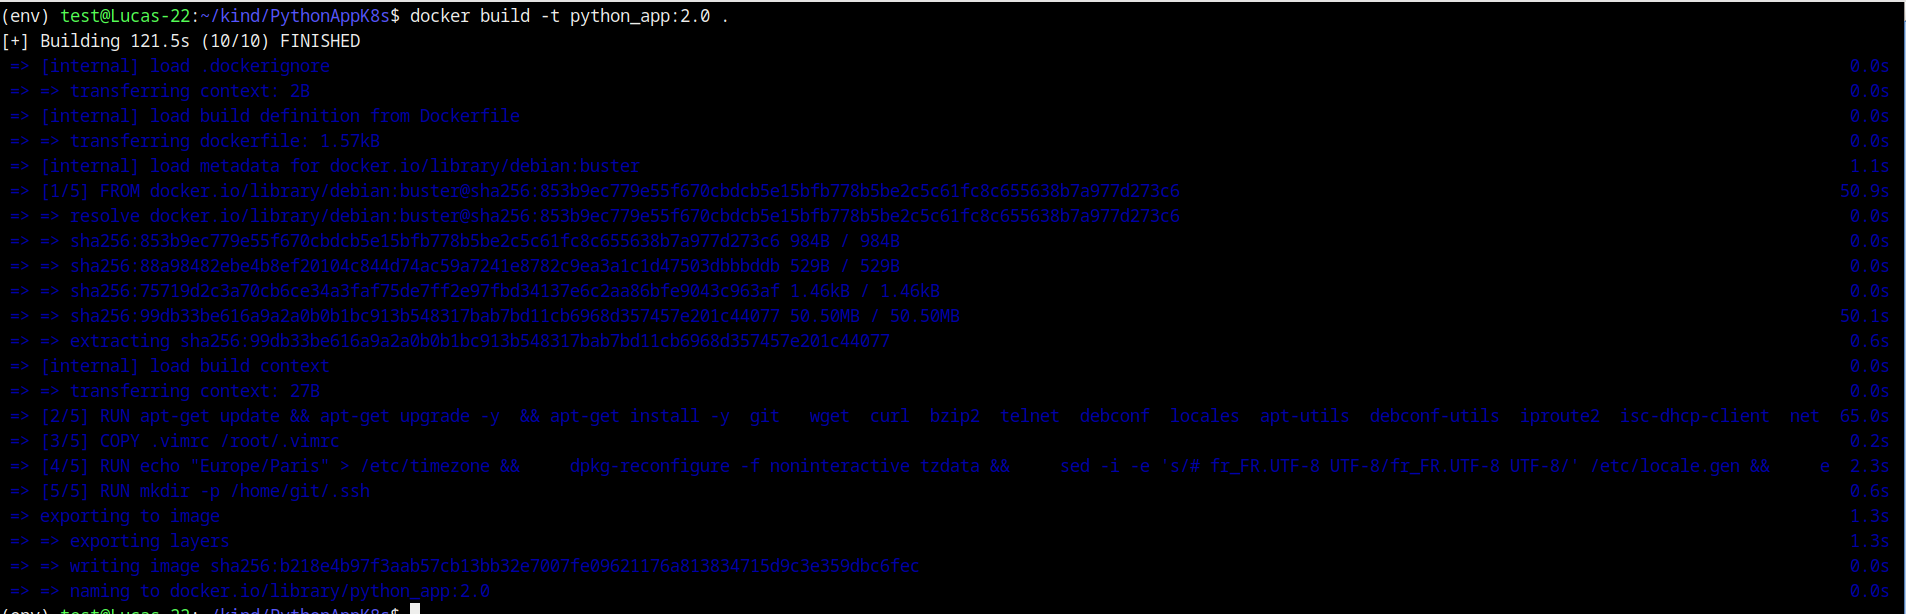 (env) test@Lucas-22:~/kind/PythonAppK8s$ docker build -t python_app:2.0 .
[+] Building 121.5s (10/10) FINISHED
=> [internal] load .dockerignore 0.0s
=> => transferring context: 2B 0.0s
=> [internal] load build definition from Dockerfile 0.0s
=> => transferring dockerfile: 1.57kB 0.0s
=> [internal] load metadata for docker.io/library/debian:buster 1.1s
=> [1/5] FROM docker.io/library/debian:buster@sha256:853b9ec779e55f670cbdcb5e15bfb778b5be2c5c61fc8c655638b7a977d273c6 50.9s
=> => resolve docker.io/library/debian:buster@sha256:853b9ec779e55f670cbdcb5e15bfb778b5be2c5c61fc8c655638b7a977d273c6 0.0s
=> => sha256:853b9ec779e55f670cbdcb5e15bfb778b5be2c5c61fc8c655638b7a977d273c6 984B / 984B 0.0s
=> => sha256:88a98482ebe4b8ef20104c844d74ac59a7241e8782c9ea3a1c1d47503dbbbddb 529B / 529B 0.0s
=> => sha256:75719d2c3a70cb6ce34a3faf75de7ff2e97fbd34137e6c2aa86bfe9043c963af 1.46kB / 1.46kB 0.0s
=> => sha256:99db33be616a9a2a0b0b1bc913b548317bab7bd11cb6968d357457e201c44077 50.50MB / 50.50MB 50.1s
=> => extracting sha256:99db33be616a9a2a0b0b1bc913b548317bab7bd11cb6968d357457e201c44077 0.6s
=> [internal] load build context 0.0s
=> => transferring context: 27B 0.0s
=> [2/5] RUN apt-get update && apt-get upgrade -y  && apt-get install -y  git   wget  curl  bzip2  telnet  debconf  locales  apt-utils  debconf-utils  iproute2  isc-dhcp-client  net  65.0s
=> [3/5] COPY .vimrc /root/.vimrc 0.2s
=> [4/5] RUN echo "Europe/Paris" > /etc/timezone &&     dpkg-reconfigure -f noninteractive tzdata &&     sed -i -e 's/# fr_FR.UTF-8 UTF-8/fr_FR.UTF-8 UTF-8/' /etc/locale.gen &&     e  2.3s
=> [5/5] RUN mkdir -p /home/git/.ssh 0.6s
=> exporting to image 1.3s
=> => exporting layers 1.3s
=> => writing image sha256:b218e4b97f3aab57cb13bb32e7007fe09621176a813834715d9c3e359dbc6fec 0.0s
=> => naming to docker.io/library/python_app:2.0 0.0s
(env) test@Lucas-22:~/kind/PythonAppK8s$